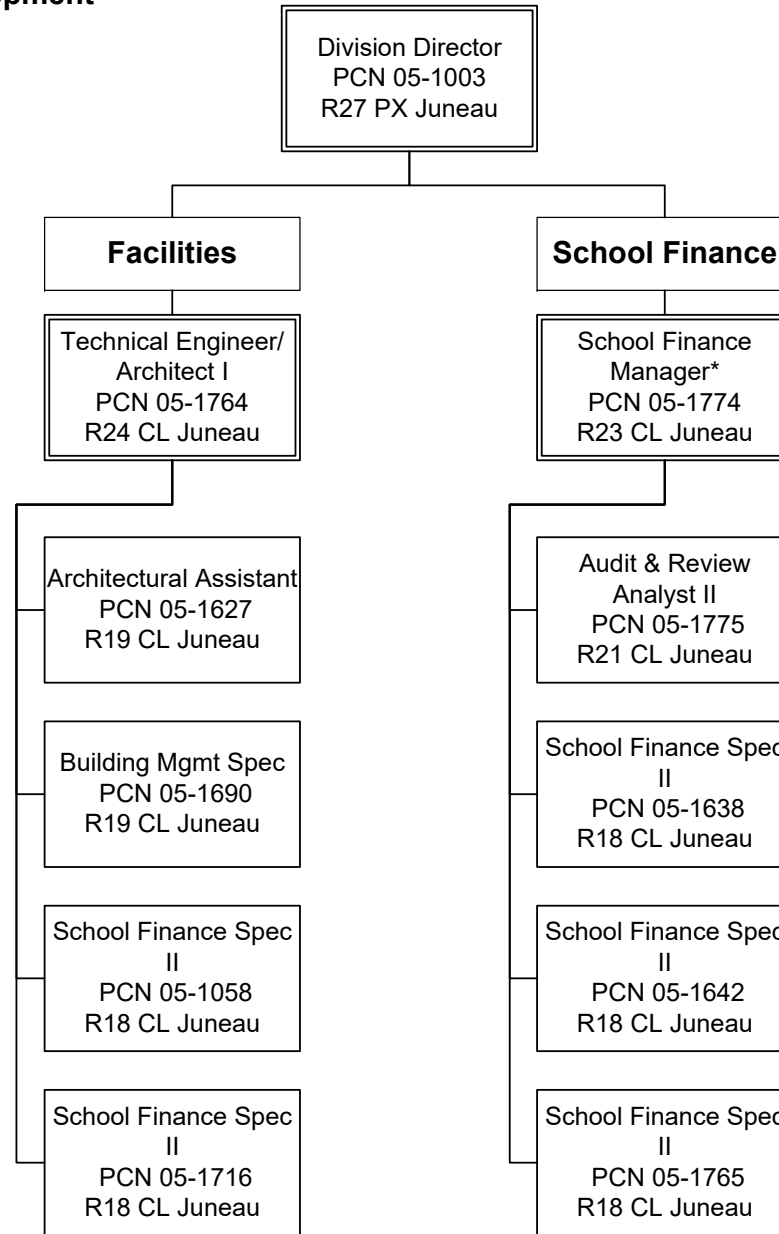 Division Director
PCN 05-1003
R27 PX Juneau
Facilities
Technical Engineer/
Architect I
PCN 05-1764
R24 CL Juneau
Architectural Assistant
PCN 05-1627
R19 CL Juneau
Building Mgmt Spec
PCN 05-1690
R19 CL Juneau
School Finance Spec
II
PCN 05-1058
R18 CL Juneau
School Finance Spec
II
PCN 05-1716
R18 CL Juneau
School Finance
School Finance
Manager*
PCN 05-1774
R23 CL Juneau
Audit & Review
Analyst II
PCN 05-1775
R21 CL Juneau
School Finance Spec
II
PCN 05-1638
R18 CL Juneau
School Finance Spec
II
PCN 05-1642
R18 CL Juneau
School Finance Spec
II
PCN 05-1765
R18 CL Juneau